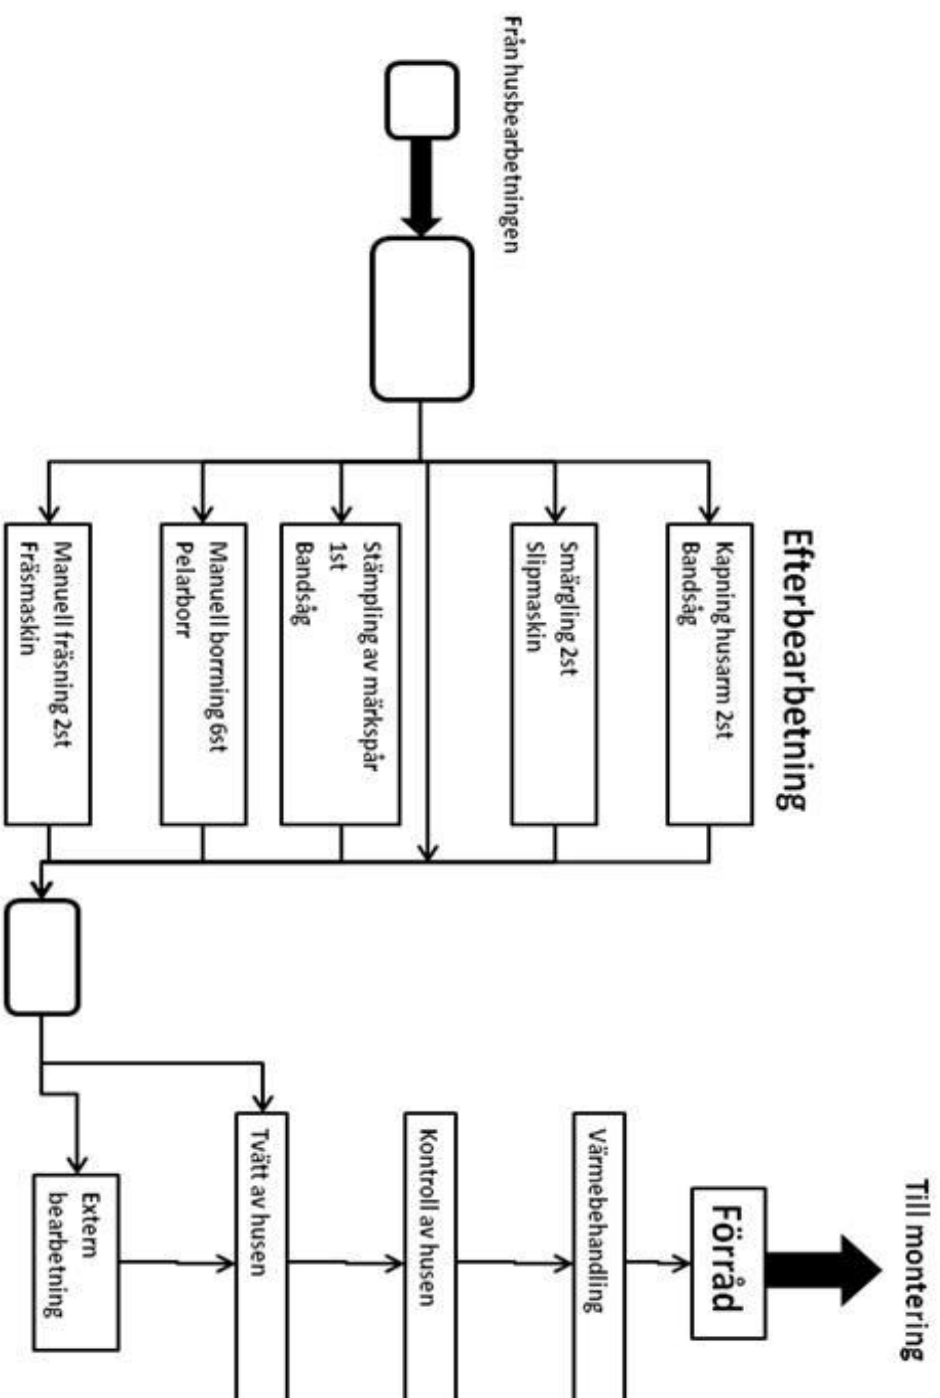 Efterbearbetning
Till montering
Från husbearbetningen
Kapning husarm 2st
Bandsåg
Smärgling 2st
Slipmaskin
Stämpling av märkspår
1st
Bandsåg
Manuell borrning 6st
Pelarborr
Manuell fräsning 2st
Fräsmaskin
Förråd
Värmebehandling
Kontroll av husen
Tvätt av husen
Extern
bearbetning